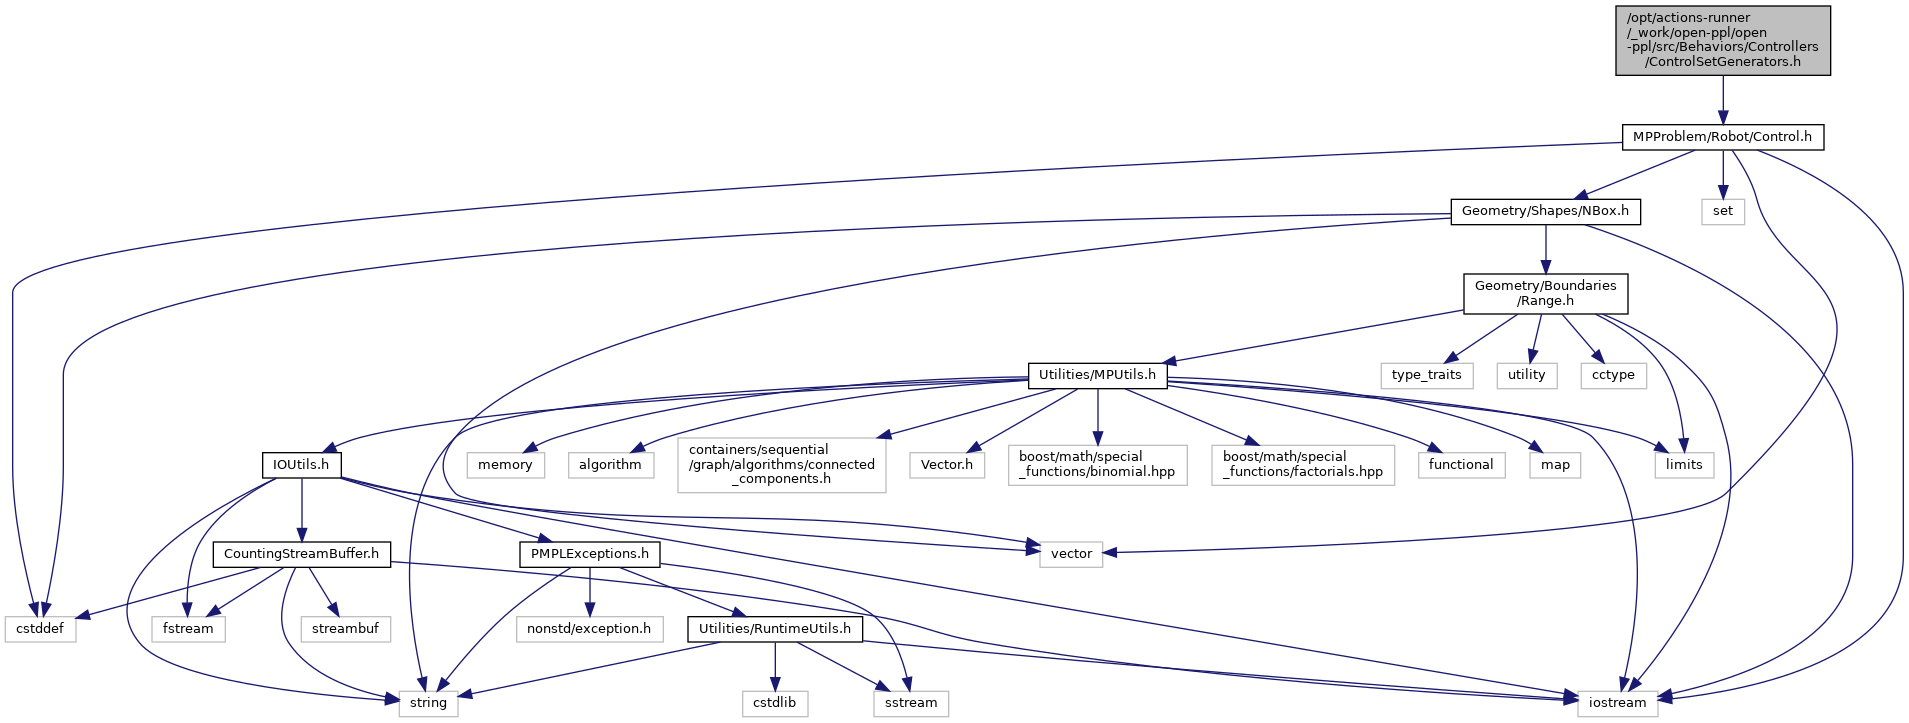 /opt/actions-runner
/_work/open-ppl/open
-ppl/src/Behaviors/Controllers
/ControlSetGenerators.h
MPProblem/Robot/Control.h
Geometry/Shapes/NBox.h
set
Geometry/Boundaries
/Range.h
Utilities/MPUtils.h
type_traits
utility
cctype
IOUtils.h
memory
algorithm
containers/sequential
/graph/algorithms/connected
_components.h
Vector.h
boost/math/special
_functions/binomial.hpp
boost/math/special
_functions/factorials.hpp
functional
map
limits
CountingStreamBuffer.h
PMPLExceptions.h
vector
cstddef
fstream
streambuf
nonstd/exception.h
Utilities/RuntimeUtils.h
string
cstdlib
sstream
iostream